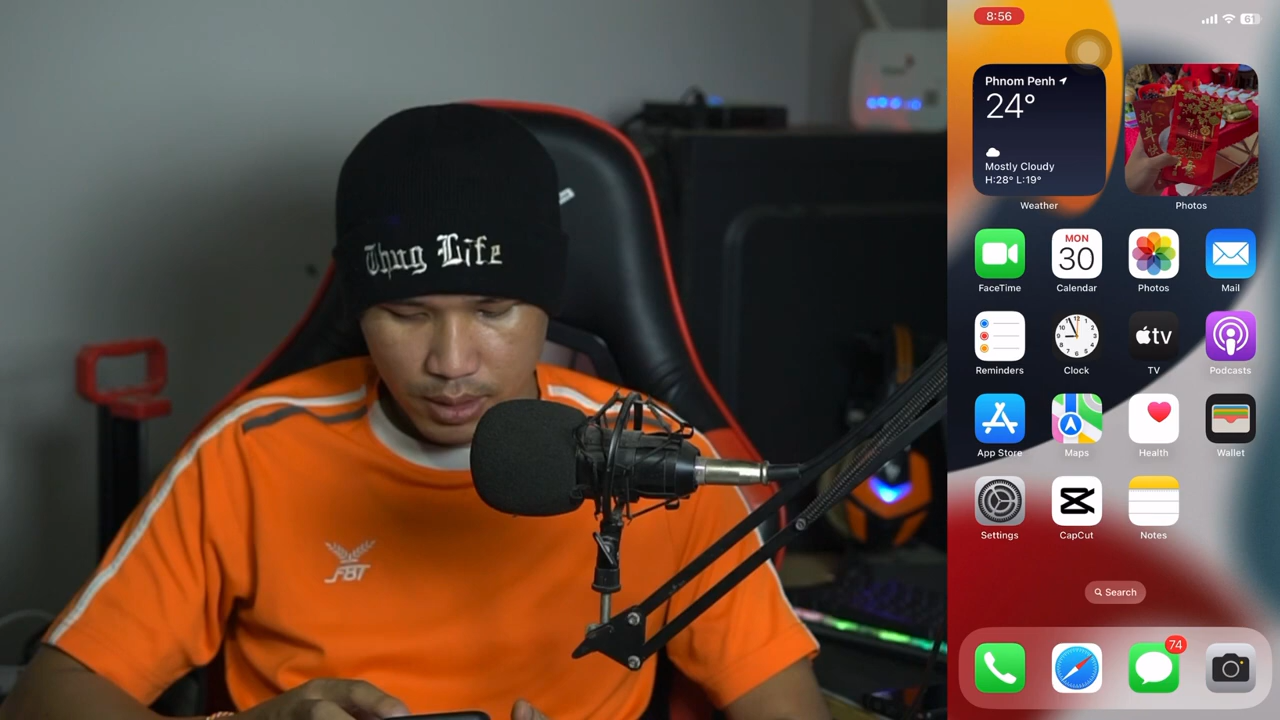 Thug Life
FBT
8:56
61
Phnom Penh
24°
Mostly Cloudy
H:28° L:19°
Weather
Photos
FaceTime
MON
30
Calendar
Photos
Mail
Reminders
Clock
tv
TV
Podcasts
App Store
Maps
Health
Wallet
Settings
CapCut
Notes
Search
74